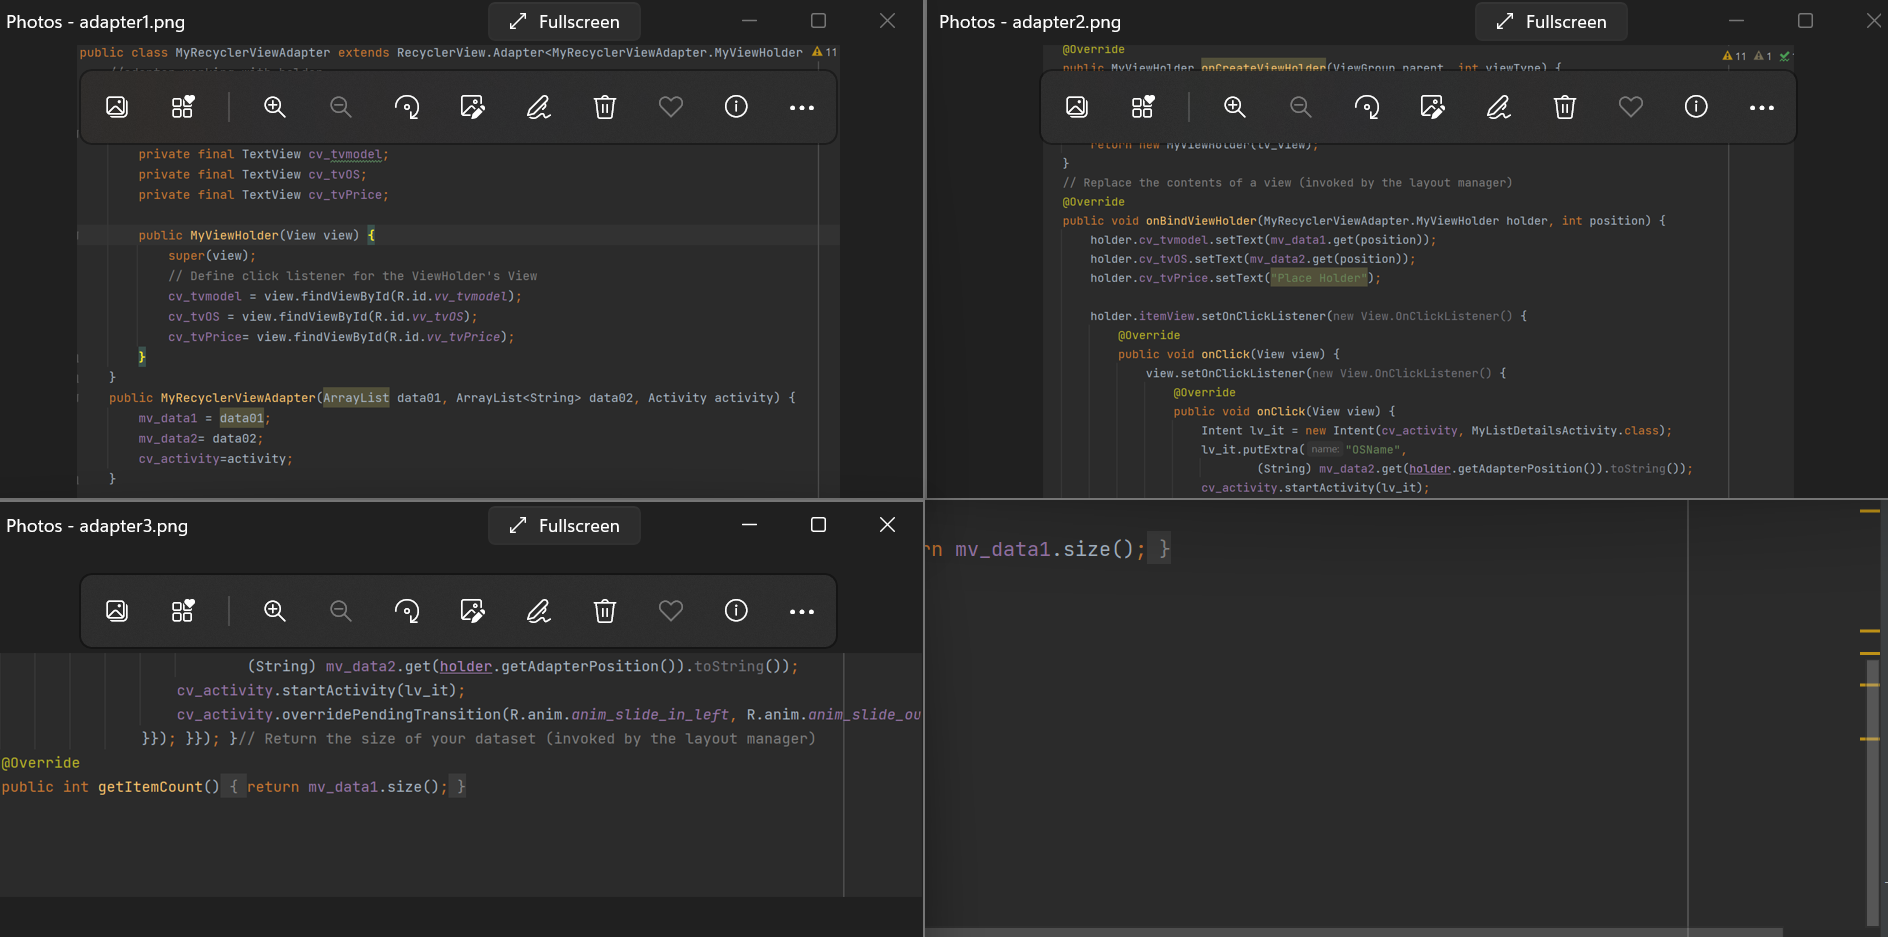 Photos - adapter1.png
Fullscreen
public class MyRecyclerViewAdapter extends RecyclerView.Adapter<MyRecyclerViewAdapter.MyViewHolder
11
private final TextView cv_tvmodel;
private final TextView cv_tvOS;
private final TextView cv_tvPrice;
public MyViewHolder(View view) {
super(view);
// Define click listener for the ViewHolder's View
cv_tvmodel = view.findViewById(R.id.vv_tvmodel);
cv_tvOS = view.findViewById(R.id.vv_tvOS);
cv_tvPrice= view.findViewById(R.id.vv_tvPrice);
}
}
public MyRecyclerViewAdapter(ArrayList data01, ArrayList<String> data02, Activity activity) {
mv_data1 = data01;
mv_data2= data02;
cv_activity=activity;
}
Photos - adapter2.png
Fullscreen
@Override
11 1
public MyViewHolder onCreateViewHolder(ViewGroup parent, int viewType) {
return new MyViewHolder(lv_view);
}
// Replace the contents of a view (invoked by the layout manager)
@Override
public void onBindViewHolder(MyRecyclerViewAdapter.MyViewHolder holder, int position) {
holder.cv_tvmodel.setText(mv_data1.get(position));
holder.cv_tvOS.setText(mv_data2.get(position));
holder.cv_tvPrice.setText("Place Holder");
holder.itemView.setOnClickListener(new View.OnClickListener() {
@Override
public void onClick(View view) {
view.setOnClickListener(new View.OnClickListener() {
@Override
public void onClick(View view) {
Intent lv_it = new Intent(cv_activity, MyListDetailsActivity.class);
lv_it.putExtra( name: "OSName",
(String) mv_data2.get(holder.getAdapterPosition()).toString());
cv_activity.startActivity(lv_it);
Photos - adapter3.png
Fullscreen
(String) mv_data2.get(holder.getAdapterPosition()).toString());
cv_activity.startActivity(lv_it);
cv_activity.overridePendingTransition(R.anim.anim_slide_in_left, R.anim.anim_slide_ou
}}); }}); }// Return the size of your dataset (invoked by the layout manager)
@Override
public int getItemCount() { return mv_data1.size(); }
rn mv_data1.size(); }